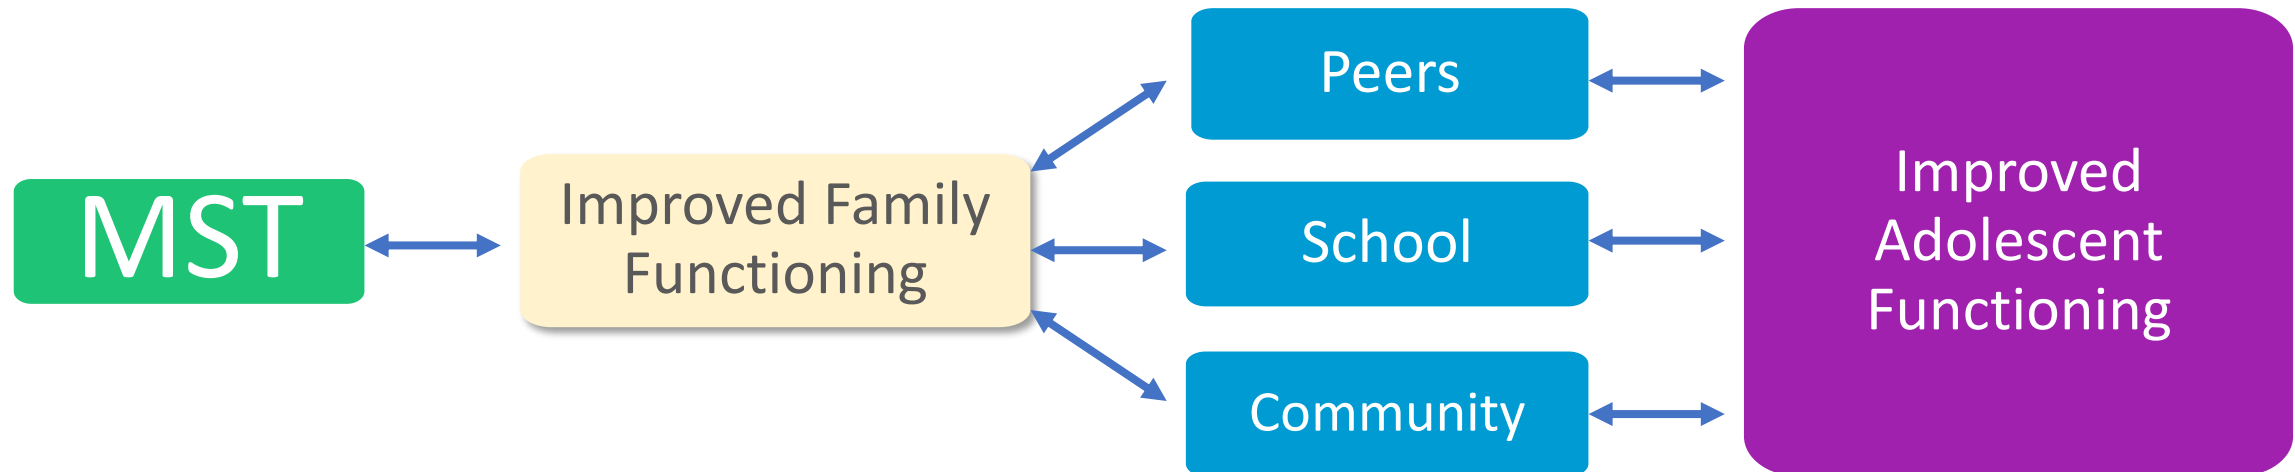 MST
Improved Family
Functioning
Peers
School
Community
Improved
Adolescent
Functioning